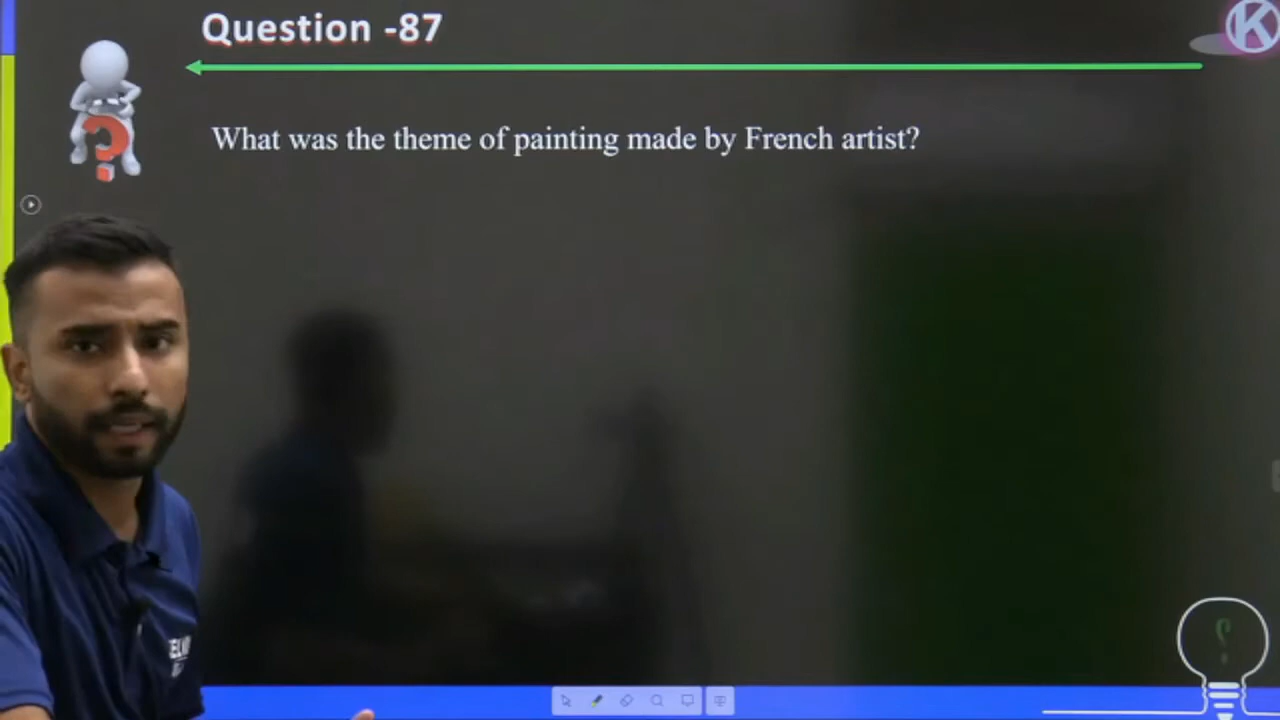 Question -87
K
What was the theme of painting made by French artist?